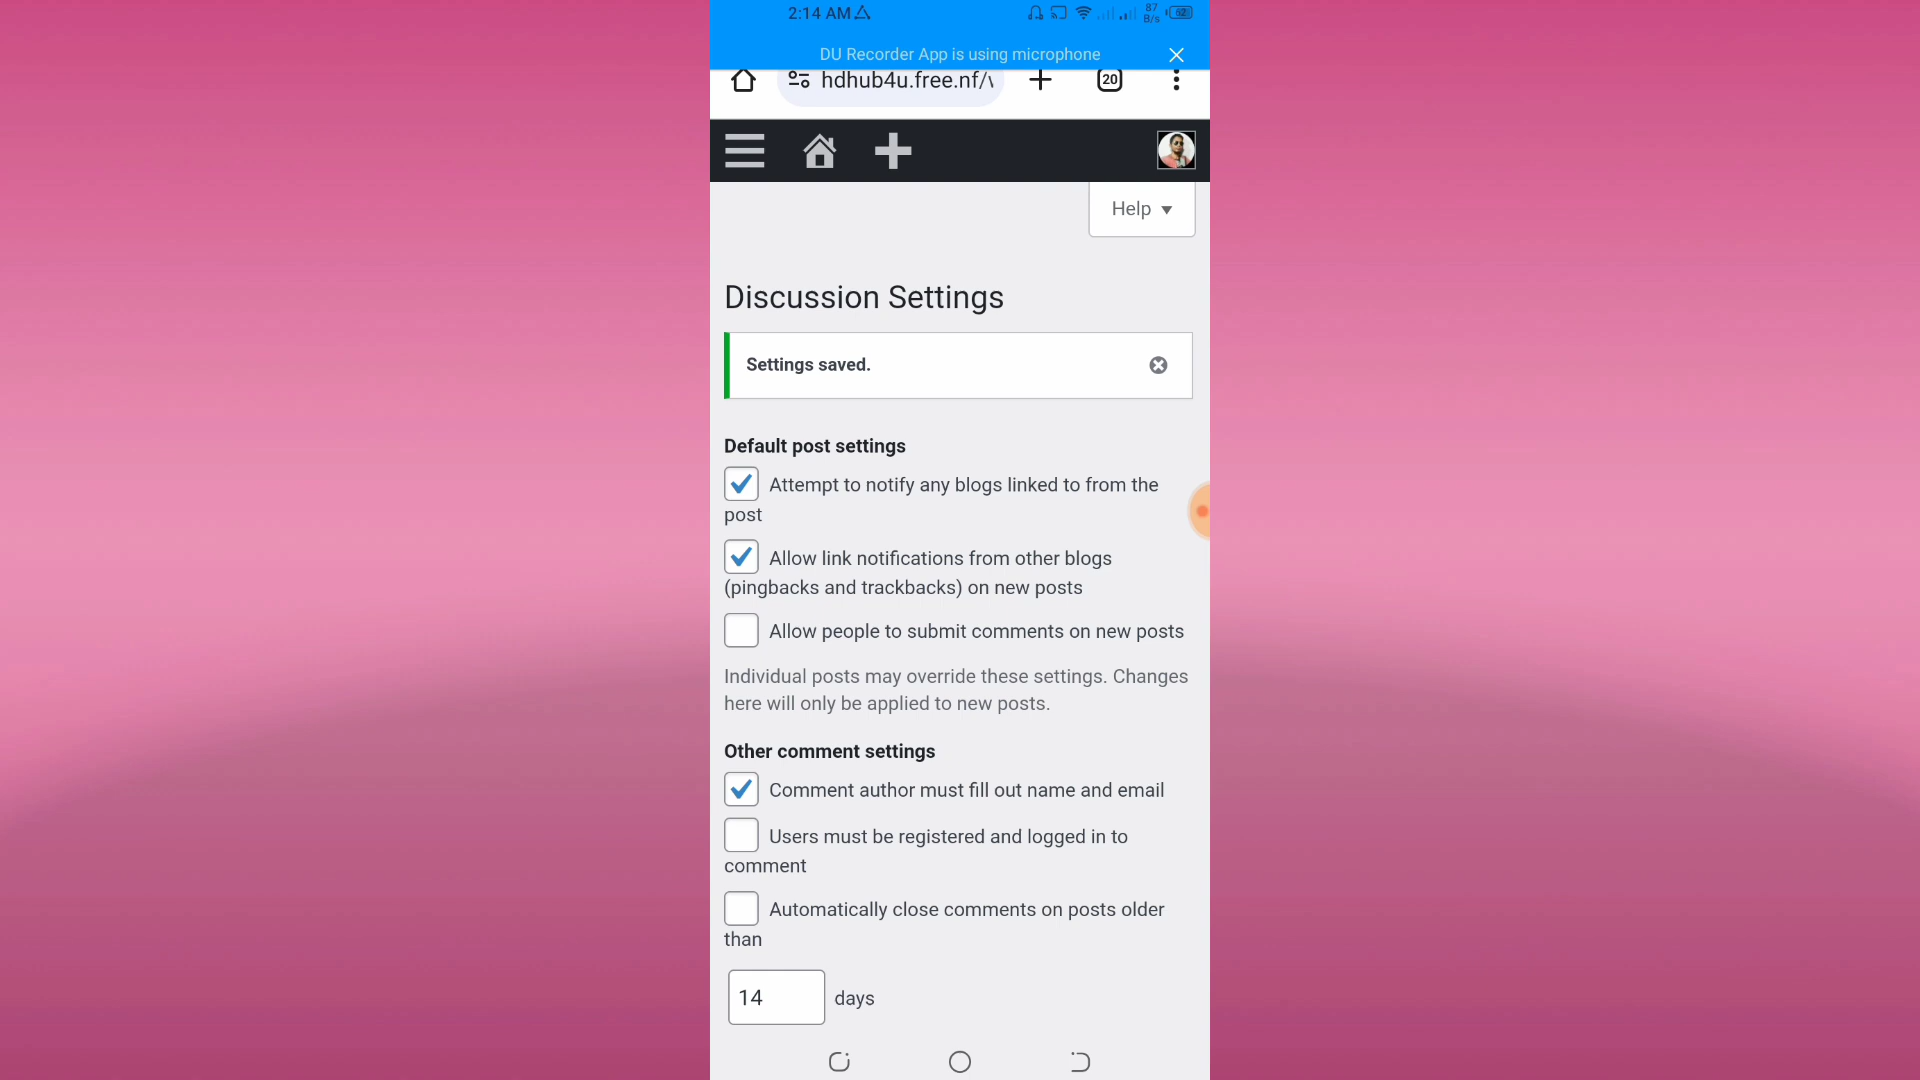 2:14 AM
87
B/s
62
DU Recorder App is using microphone
hdhub4u.free.nf/
20
Help
Discussion Settings
Settings saved.
Default post settings
Attempt to notify any blogs linked to from the
post
Allow link notifications from other blogs
(pingbacks and trackbacks) on new posts
Allow people to submit comments on new posts
Individual posts may override these settings. Changes
here will only be applied to new posts.
Other comment settings
Comment author must fill out name and email
Users must be registered and logged in to
comment
Automatically close comments on posts older
than
14 days